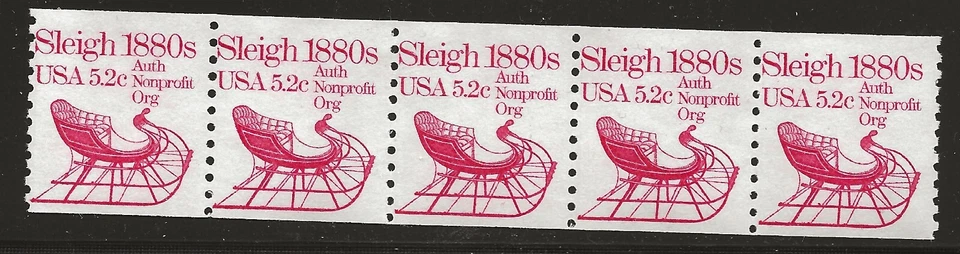 Sleigh 1880s
USA 5.2c Auth
Nonprofit
Org
Sleigh 1880s
USA 5.2c Auth
Nonprofit
Org
Sleigh 1880s
USA 5.2c Auth
Nonprofit
Org
Sleigh 1880s
USA 5.2c Auth
Nonprofit
Org
Sleigh 1880s
USA 5.2c Auth
Nonprofit
Org